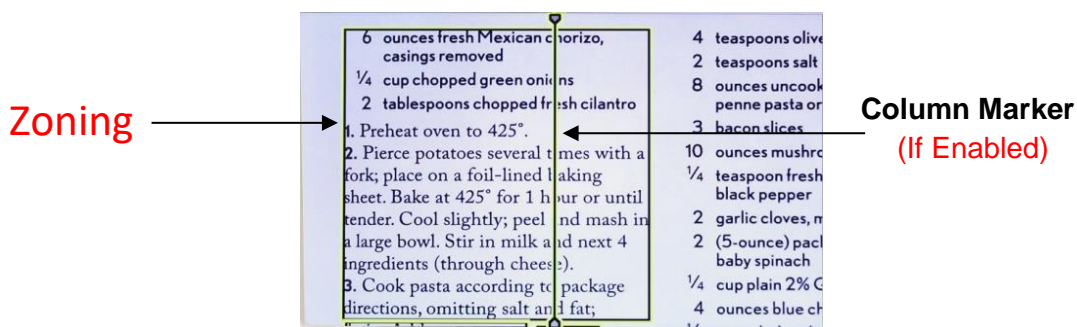 Zoning
6 ounces fresh Mexican chorizo,
casings removed
¼ cup chopped green onions
2 tablespoons chopped fresh cilantro
1. Preheat oven to 425°.
2. Pierce potatoes several times with a
fork; place on a foil-lined baking
sheet. Bake at 425° for 1 hour or until
tender. Cool slightly; peel and mash in
a large bowl. Stir in milk and next 4
ingredients (through cheese).
3. Cook pasta according to package
directions, omitting salt and fat;
4 teaspoons olive
2 teaspoons salt
8 ounces
penne pasta or
3 bacon slices
10 ounces
¼ teaspoon fresh
black pepper
2 garlic cloves,
2 (5-ounce)
baby spinach
¼ cup plain 2%
4 ounces blue
Column Marker
(If Enabled)